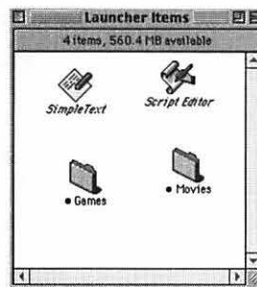 Launcher Items
4 items, 560.4 MB available
SimpleText
Script Editor
• Games
• Movies